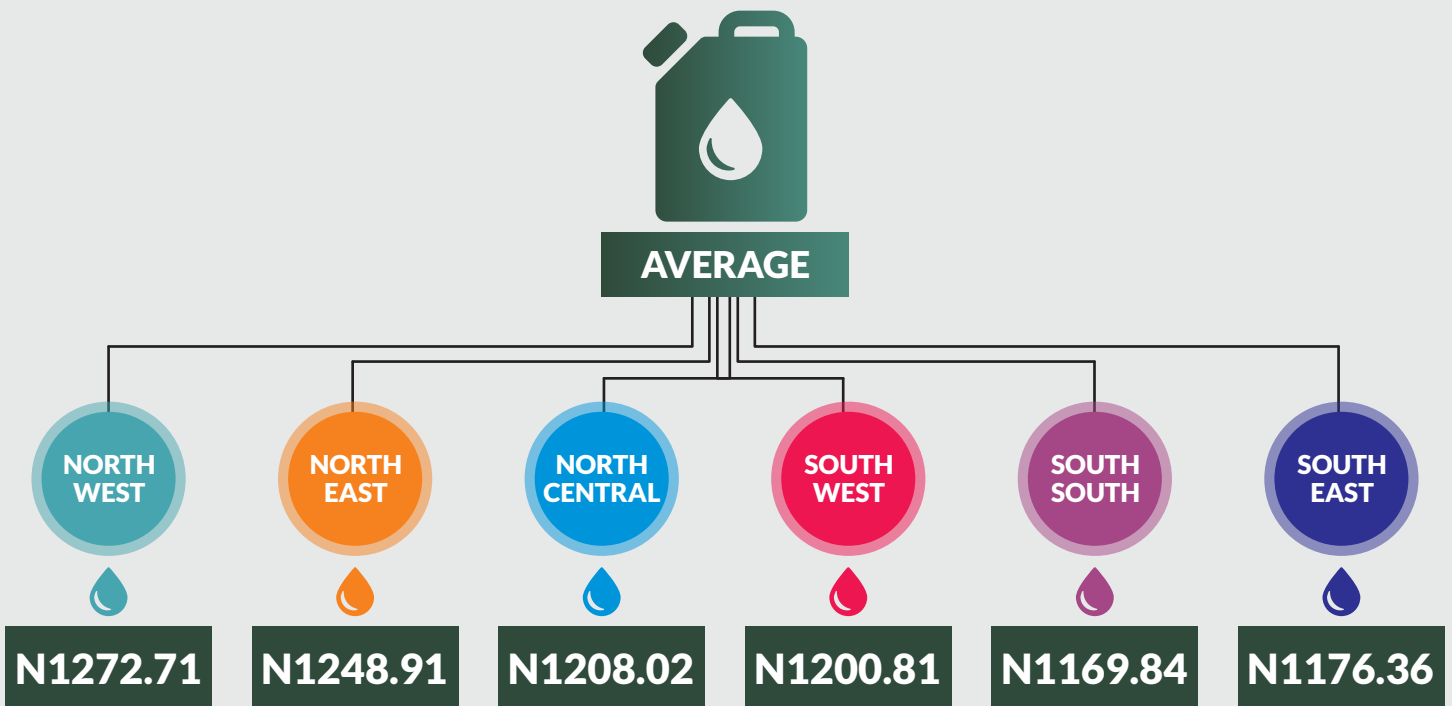 AVERAGE
NORTH
WEST
NORTH
EAST
NORTH
CENTRAL
SOUTH
WEST
SOUTH
SOUTH
SOUTH
EAST
N1272.71
N1248.91
N1208.02
N1200.81
N1169.84
N1176.36